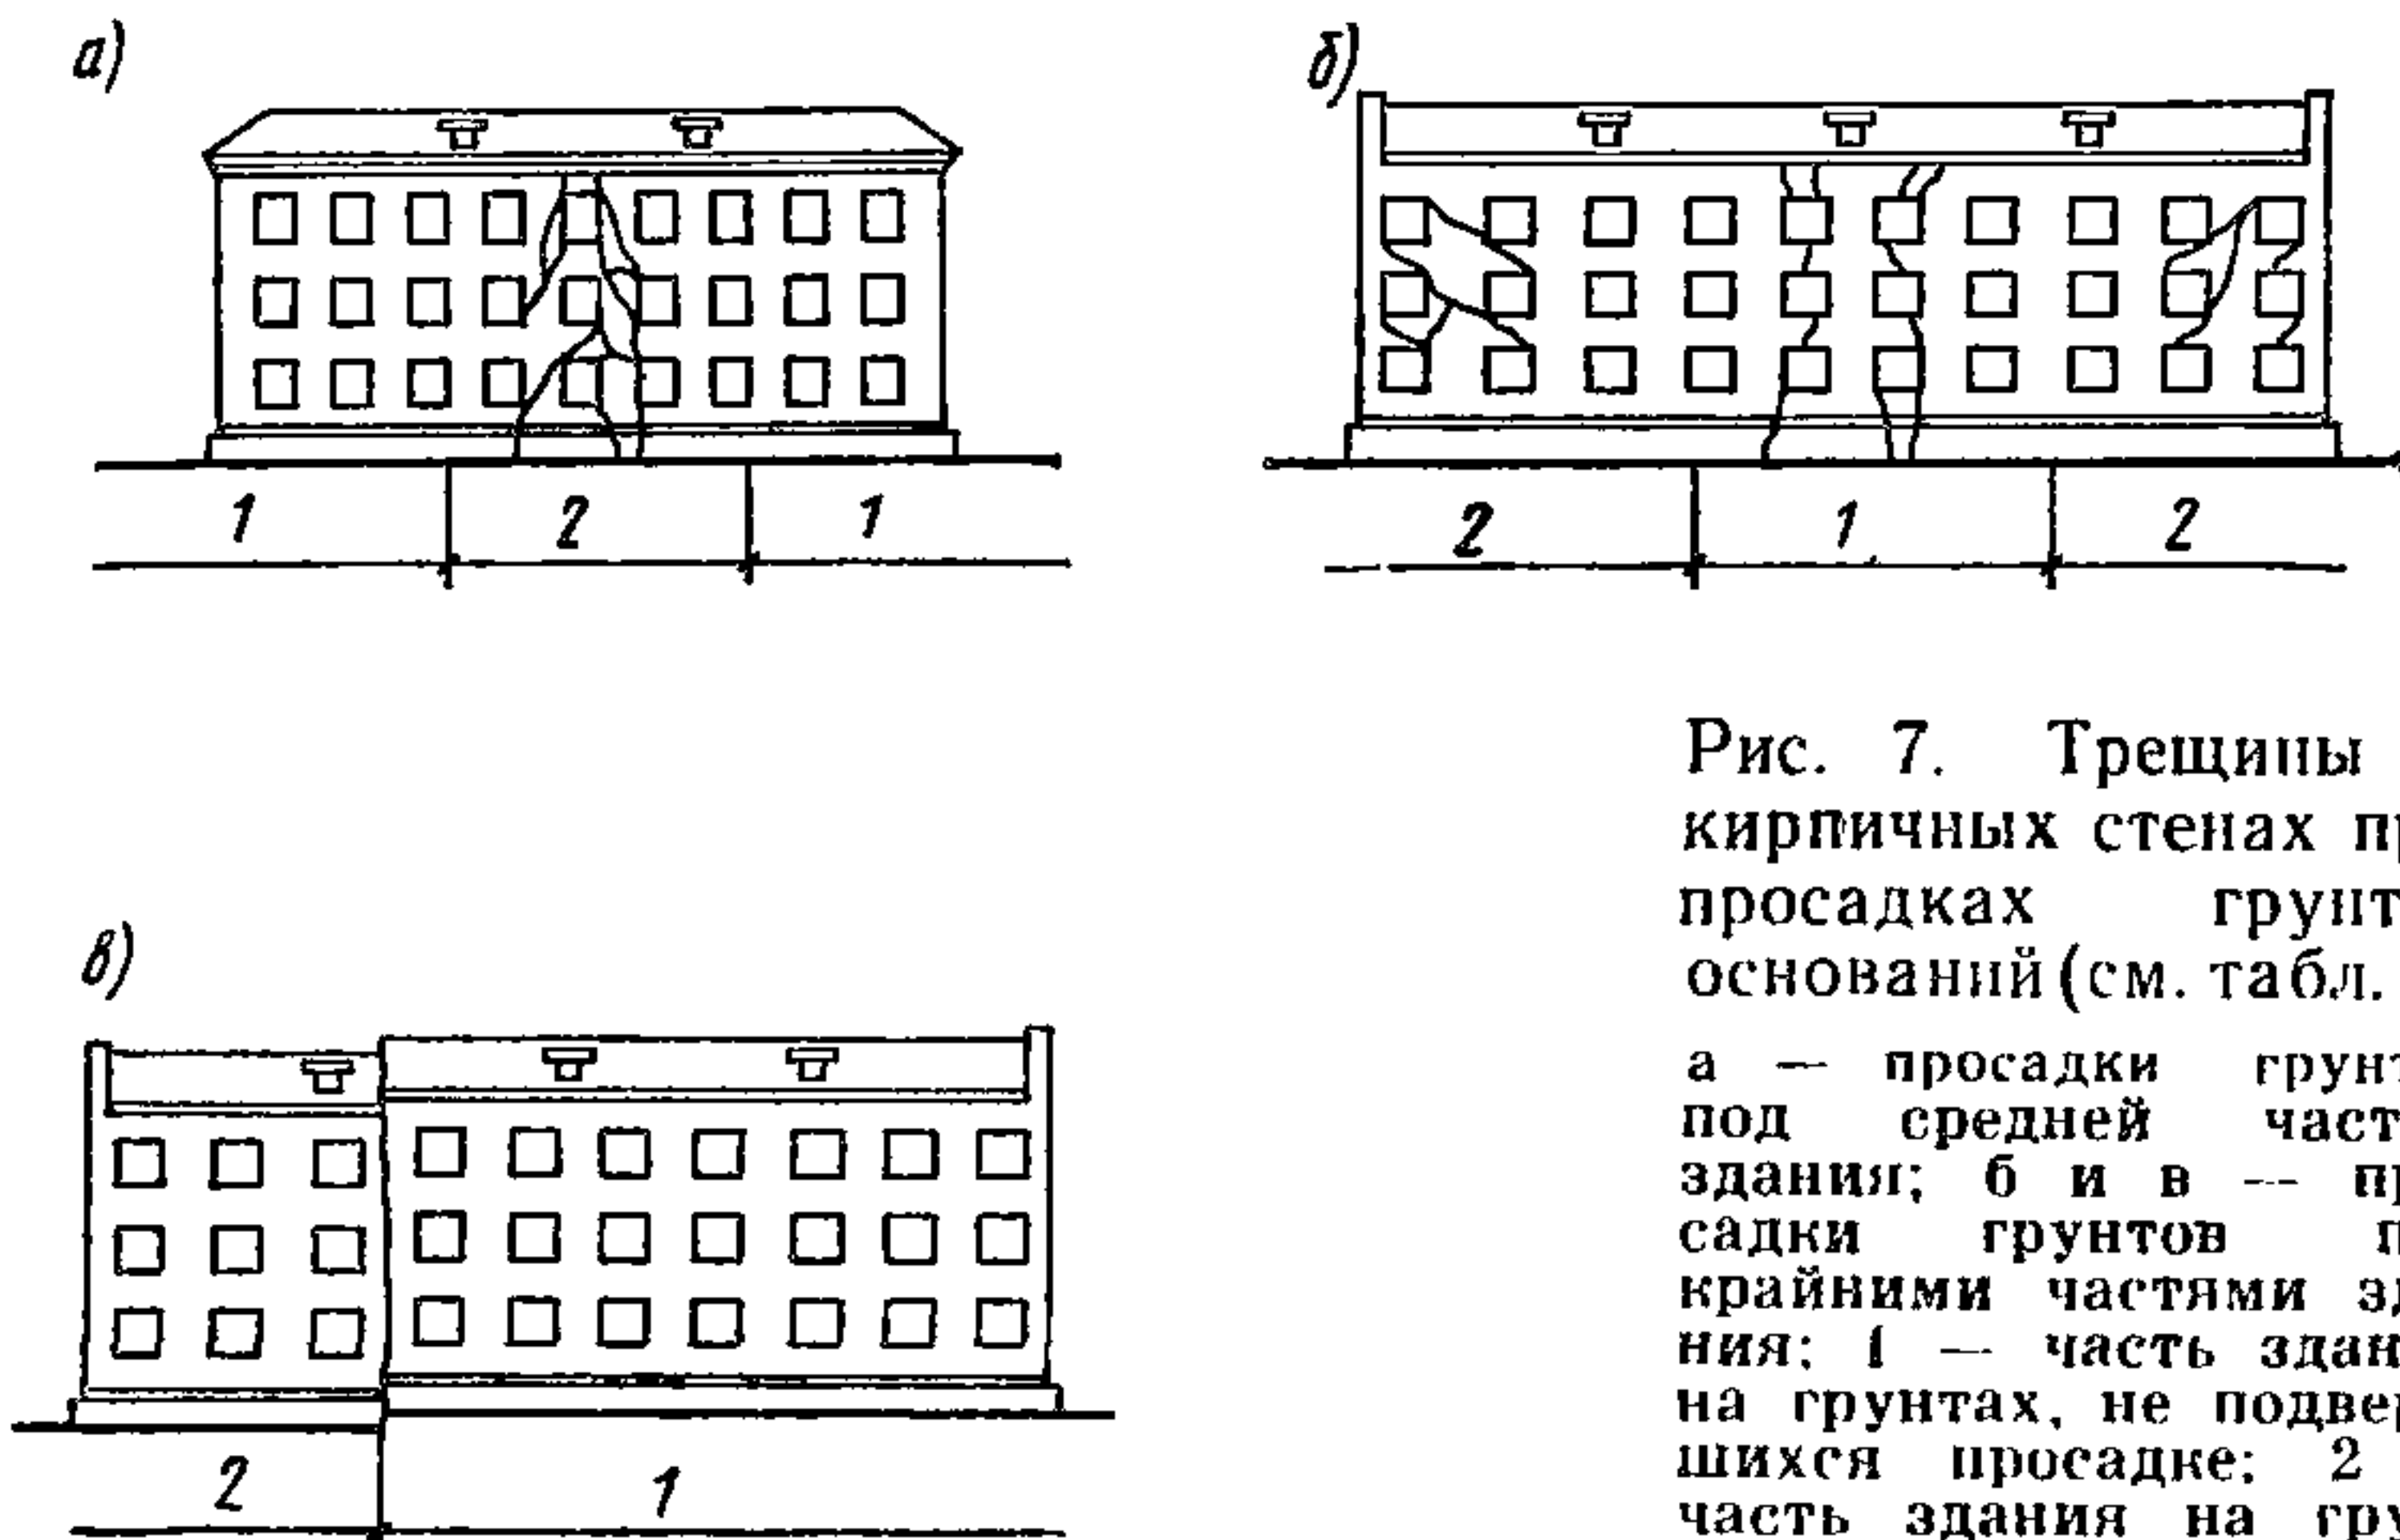 а)
б)
1 2 1
2 1 2
в)
2 1
Рис. 7. Трещины
кирпичных стенах
просадках
оснований (см. табл.
а — просадки
под средней
здания; б и в —
садки грунтов
крайними частями
ния; 1 — часть
на грунтах, не
шихся просадке; 2
часть здания на